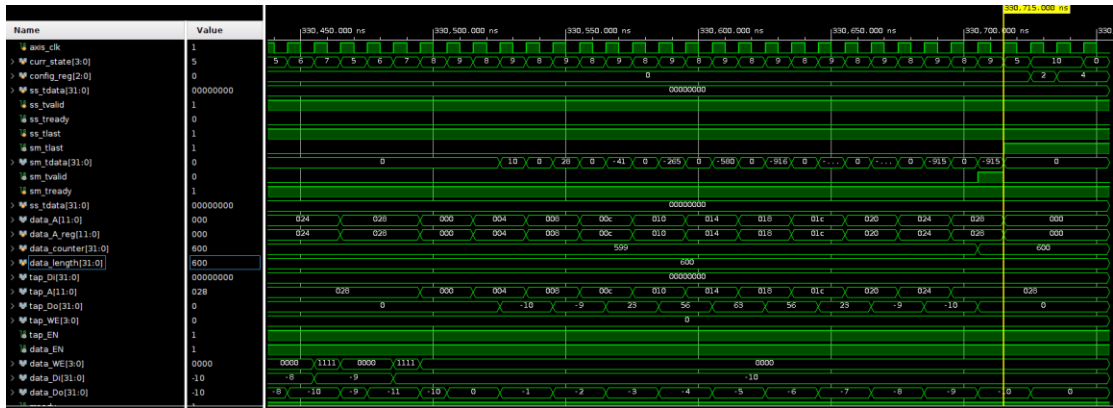 330.715.000 ns
Name Value 330.450.000 ns 330.500.000 ns 330.550.000 ns 330.600.000 ns 330.650.000 ns 330.700.000 ns 330
axis_clk 1
curr_state[3:0] 5 5 6 7 5 6 7 8 9 8 9 8 9 8 9 8 9 8 9 8 9 8 9 8 9 8 9 8 9 5 10 0
config_reg[2:0] 0 0 2 4
ss_tdata[31:0] 00000000 00000000
ss_tvalid 1
ss_tready 0
ss_tlast 1
sm_tlast 1
sm_tdata[31:0] 0 0 10 0 28 0 -41 0 -265 0 -580 0 -916 0 -... 0 -... 0 -915 0 -915 0
sm_tvalid 0
sm_tready 1
ss_tdata[31:0] 00000000 00000000
data_A[11:0] 000 024 028 000 004 008 00c 010 014 018 01c 020 024 028 000
data_A_reg[11:0] 000 024 028 000 004 008 00c 010 014 018 01c 020 024 028 000
data_counter[31:0] 600 599 600
data_length[31:0] 600 600
tap_Di[31:0] 00000000 00000000
tap_A[11:0] 028 028 000 004 008 00c 010 014 018 01c 020 024 028
tap_Do[31:0] 0 0 -10 -9 23 56 63 56 23 -9 -10 0
tap_WE[3:0] 0 0
tap_EN 1
data_EN 1
data_WE[3:0] 0000 0000 1111 0000 1111 0000
data_Di[31:0] -10 -8 -9 -10
data_Do[31:0] -10 -8 -10 -9 -11 -10 0 -1 -2 -3 -4 -5 -6 -7 -8 -9 -10 0